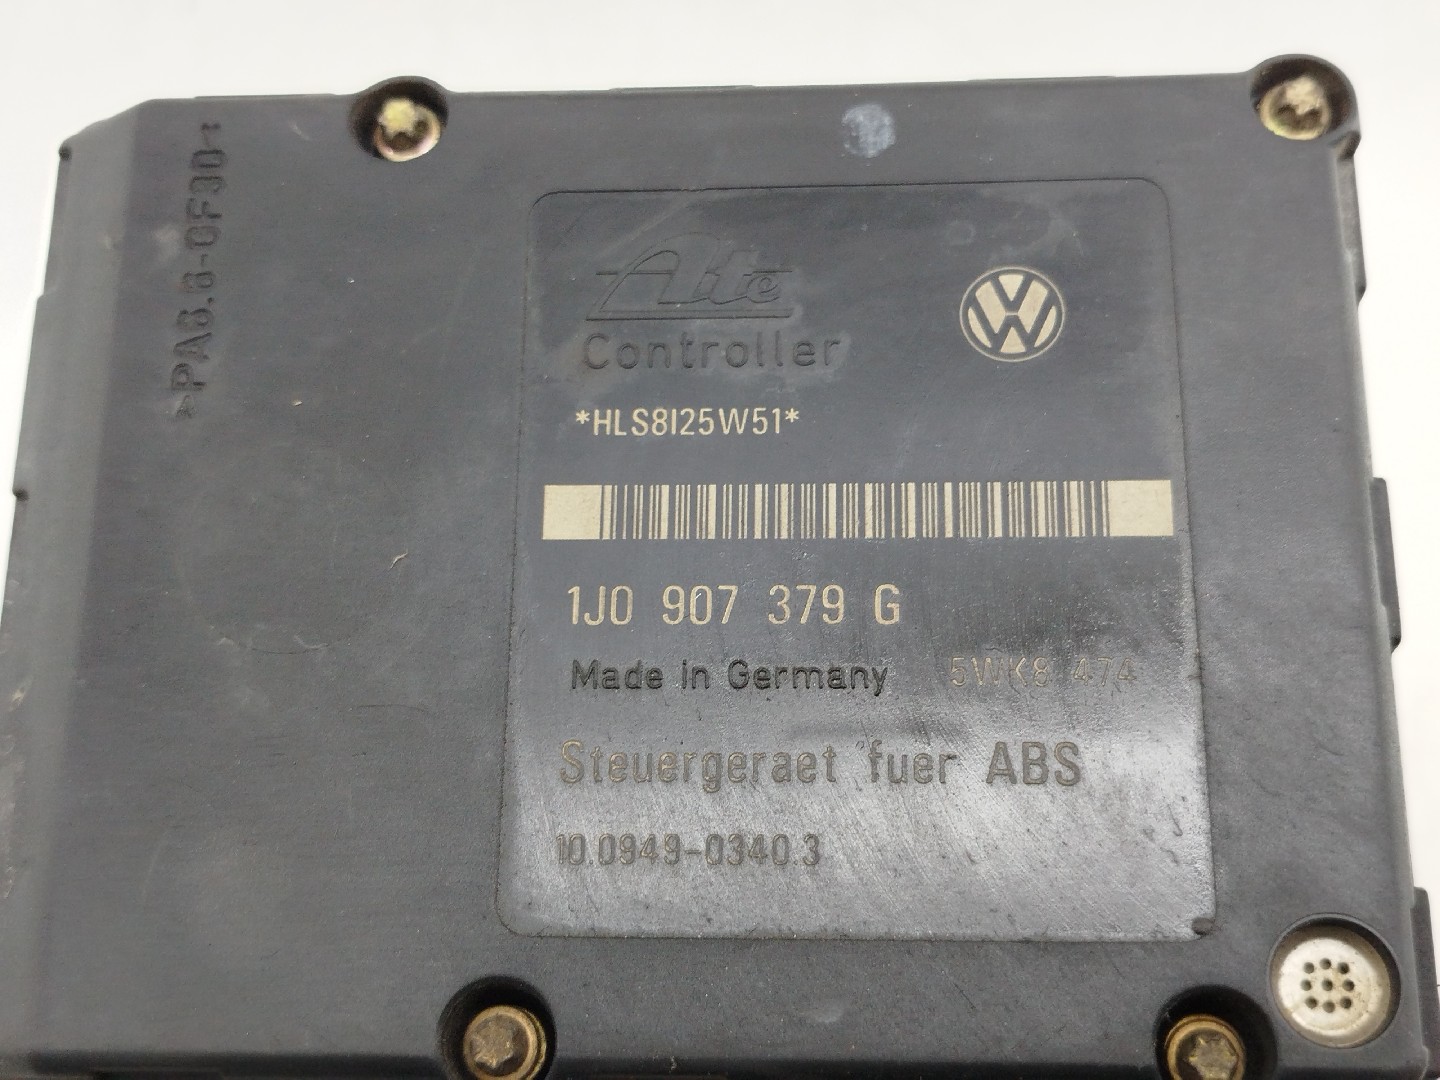 >PA6.6-GF30<
Ate
Controller
*HLS8I25W51*
1J0 907 379 G
Made in Germany 5WK8 474
Steuergeraet fuer ABS
10.0949-0340.3